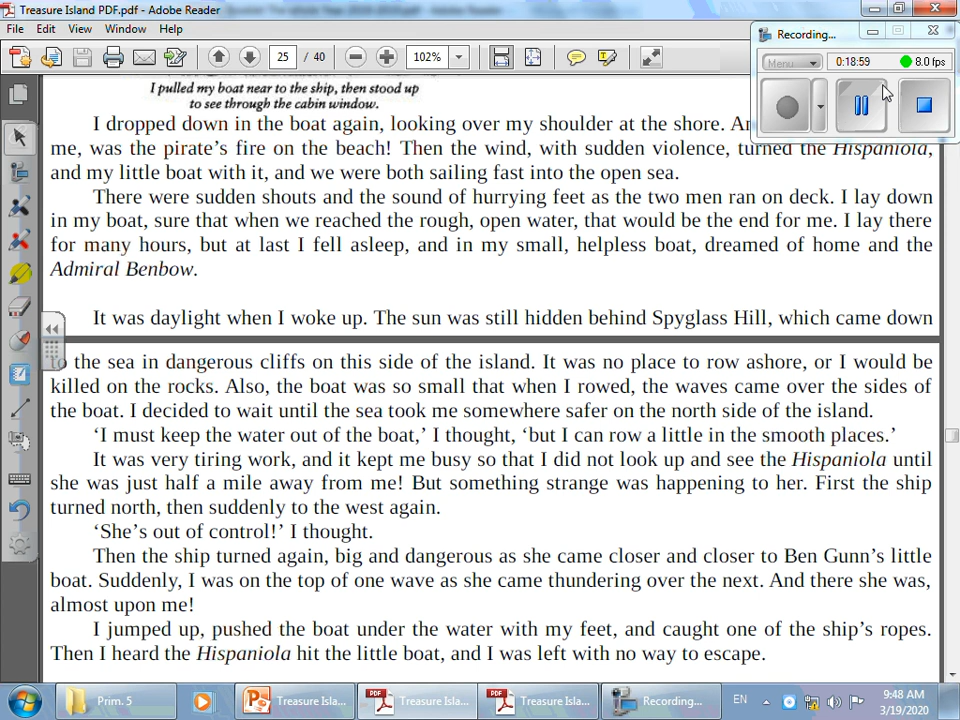 Treasure Island PDF.pdf - Adobe Reader
File Edit View Window Help
Recording...
Menu 0:18:59 8.0 fps
25 / 40 102%
I pulled my boat near to the ship, then stood up
to see through the cabin window.
I dropped down in the boat again, looking over my shoulder at the shore.
me, was the pirate's fire on the beach! Then the wind, with sudden violence, turned the Hispaniola,
and my little boat with it, and we were both sailing fast into the open sea.
There were sudden shouts and the sound of hurrying feet as the two men ran on deck. I lay down
in my boat, sure that when we reached the rough, open water, that would be the end for me. I lay there
for many hours, but at last I fell asleep, and in my small, helpless boat, dreamed of home and the
Admiral Benbow.
It was daylight when I woke up. The sun was still hidden behind Spyglass Hill, which came down
to the sea in dangerous cliffs on this side of the island. It was no place to row ashore, or I would be
killed on the rocks. Also, the boat was so small that when I rowed, the waves came over the sides of
the boat. I decided to wait until the sea took me somewhere safer on the north side of the island.
‘I must keep the water out of the boat,’ I thought, ‘but I can row a little in the smooth places.’
It was very tiring work, and it kept me busy so that I did not look up and see the Hispaniola until
she was just half a mile away from me! But something strange was happening to her. First the ship
turned north, then suddenly to the west again.
‘She’s out of control!’ I thought.
Then the ship turned again, big and dangerous as she came closer and closer to Ben Gunn’s little
boat. Suddenly, I was on the top of one wave as she came thundering over the next. And there she was,
almost upon me!
I jumped up, pushed the boat under the water with my feet, and caught one of the ship’s ropes.
Then I heard the Hispaniola hit the little boat, and I was left with no way to escape.
Prim. 5 Treasure Isla... Treasure Isla... Treasure Isla... Recording... EN 9:48 AM
3/19/2020